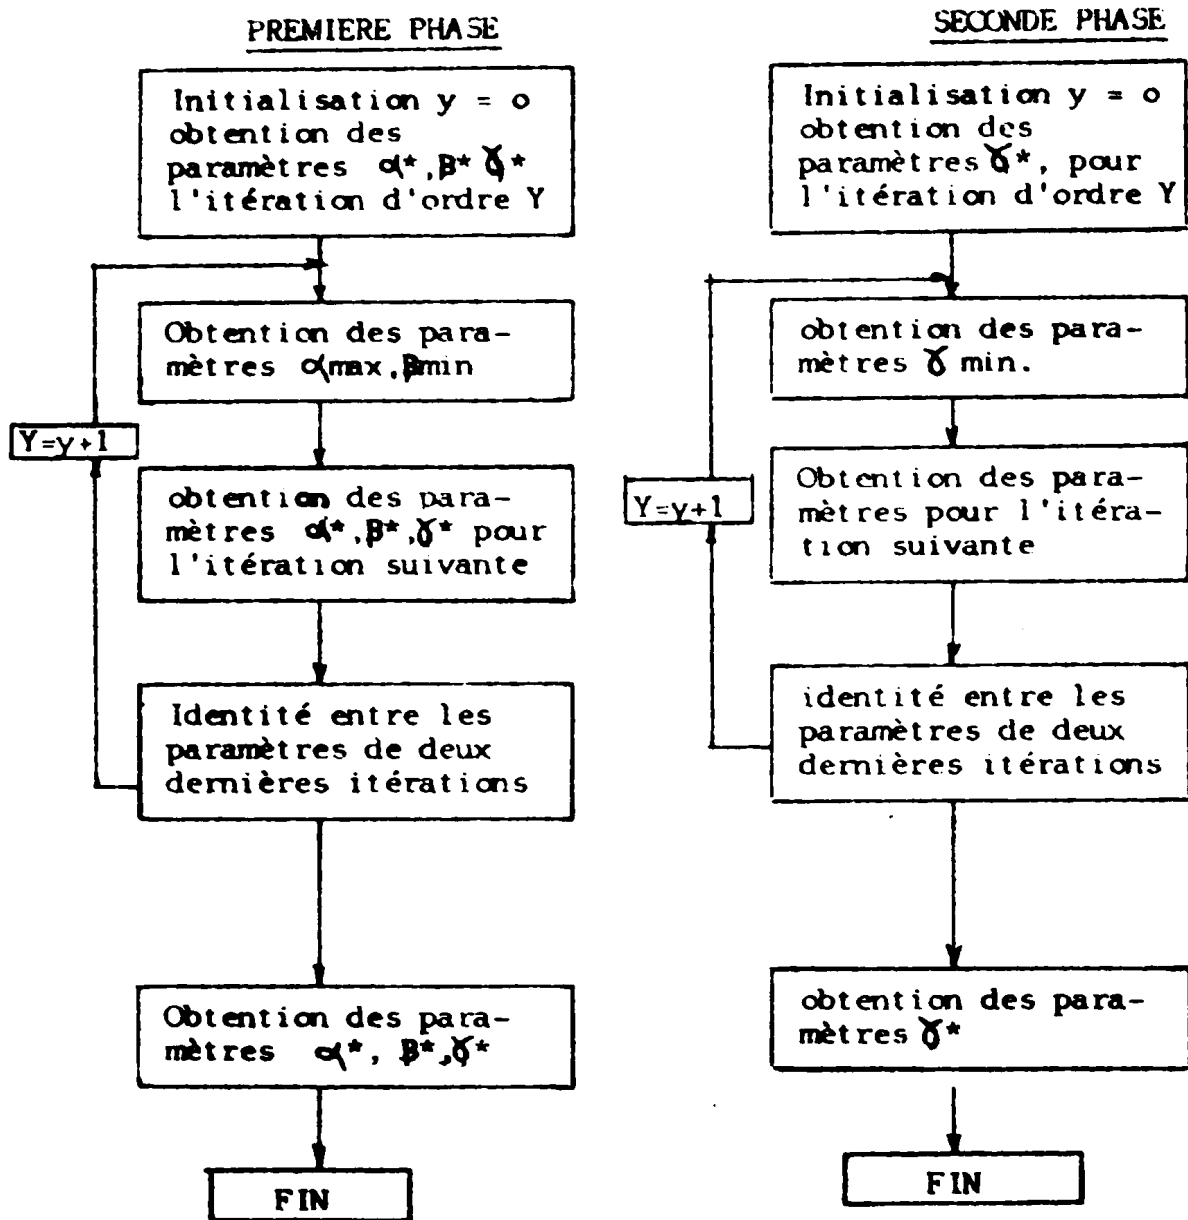 PREMIERE PHASE
Initialisation y = o
obtention des
paramètres α*,β* γ*
l'itération d'ordre Y
Obtention des para-
mètres αmax,βmin
Y=y+1
obtention des para-
mètres α*,β*,γ* pour
l'itération suivante
Identité entre les
paramètres de deux
dernières itérations
Obtention des para-
mètres α*, β*,γ*
FIN
SECONDE PHASE
Initialisation y = o
obtention des
paramètres γ*, pour
l'itération d'ordre Y
obtention des para-
mètres γ min.
Y=y+1
Obtention des para-
mètres pour l'itéra-
tion suivante
identité entre les
paramètres de deux
dernières itérations
obtention des para-
mètres γ*
FIN